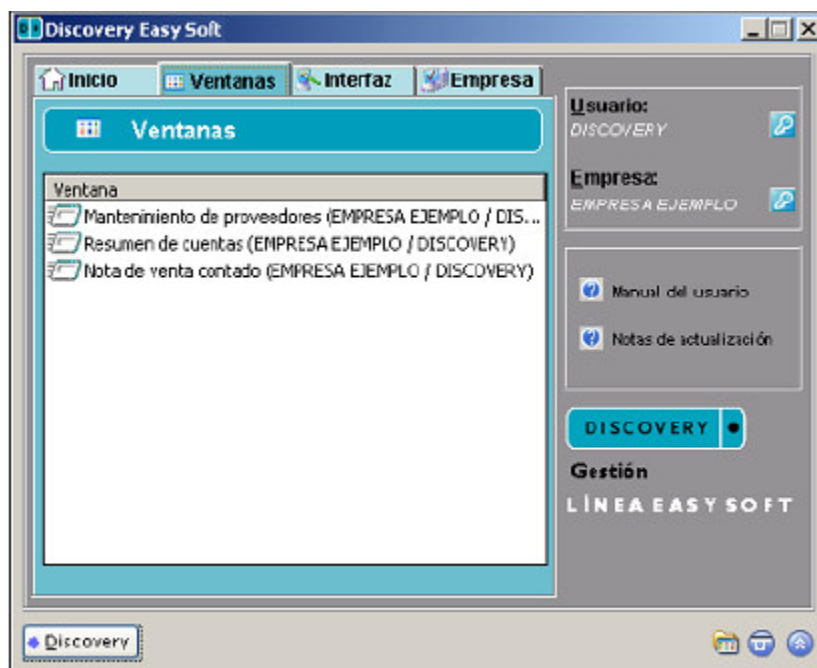 Discovery Easy Soft
Inicio
Ventanas
Interfaz
Empresa
Ventanas
Ventana
Mantenimiento de proveedores (EMPRESA EJEMPLO / DIS...
Resumen de cuentas (EMPRESA EJEMPLO / DISCOVERY)
Nota de venta contado (EMPRESA EJEMPLO / DISCOVERY)
Usuario:
DISCOVERY
Empresa:
EMPRESA EJEMPLO
Manual del usuario
Notas de actualización
DISCOVERY
Gestión
LÍNEA EASY SOFT
Discovery